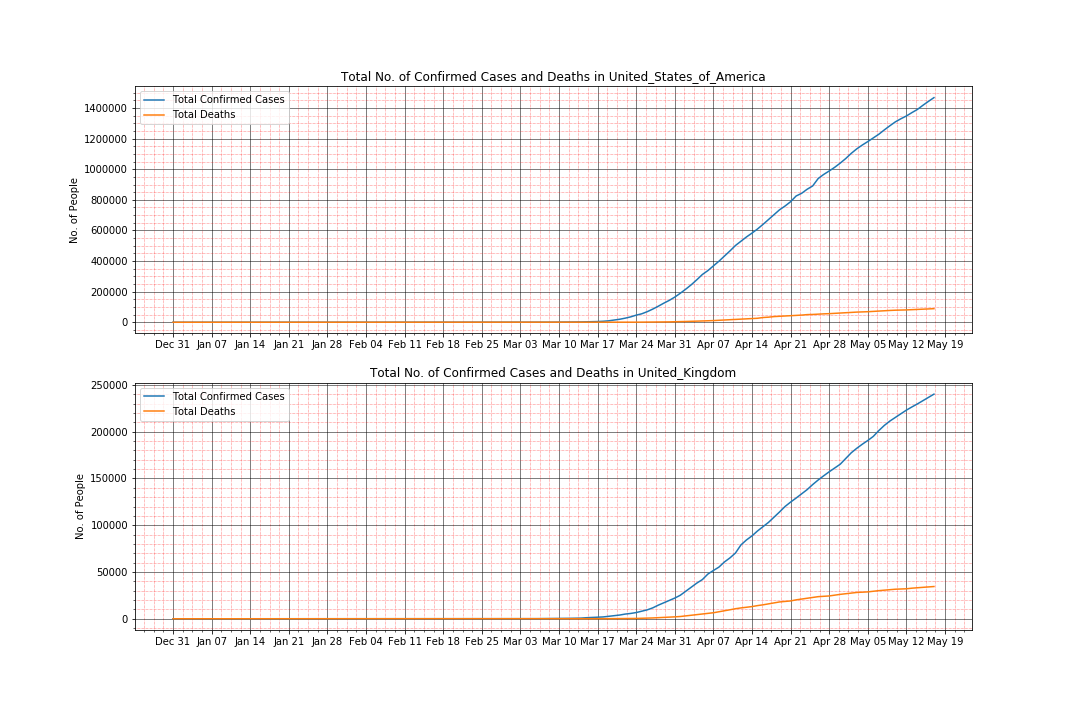 Total No. of Confirmed Cases and Deaths in United_States_of_America
Total Confirmed Cases
Total Deaths
No. of People
1400000
1200000
1000000
800000
600000
400000
200000
0
Dec 31 Jan 07 Jan 14 Jan 21 Jan 28 Feb 04 Feb 11 Feb 18 Feb 25 Mar 03 Mar 10 Mar 17 Mar 24 Mar 31 Apr 07 Apr 14 Apr 21 Apr 28 May 05 May 12 May 19
Total No. of Confirmed Cases and Deaths in United_Kingdom
Total Confirmed Cases
Total Deaths
No. of People
250000
200000
150000
100000
50000
0
Dec 31 Jan 07 Jan 14 Jan 21 Jan 28 Feb 04 Feb 11 Feb 18 Feb 25 Mar 03 Mar 10 Mar 17 Mar 24 Mar 31 Apr 07 Apr 14 Apr 21 Apr 28 May 05 May 12 May 19